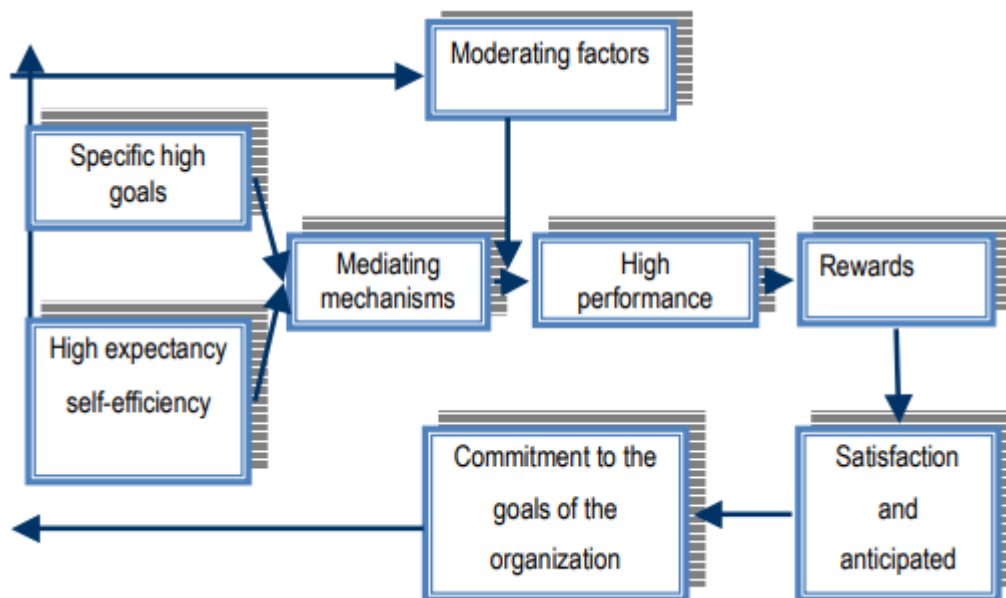 Moderating factors
Specific high
goals
Mediating
mechanisms
High
performance
Rewards
High expectancy
self-efficiency
Commitment to the
goals of the
organization
Satisfaction
and
anticipated